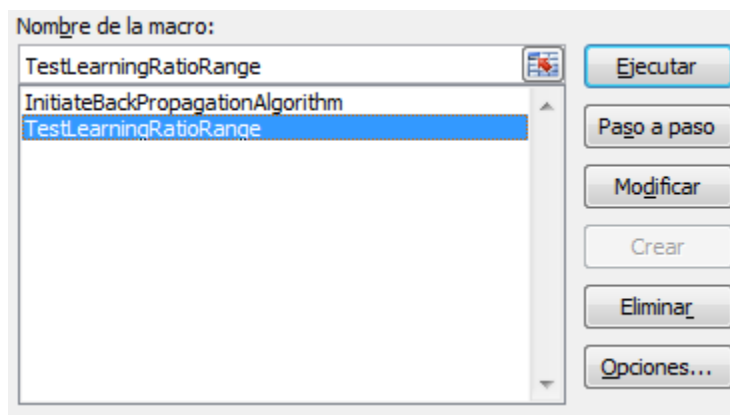 Nombre de la macro:
TestLearningRatioRange
InitiateBackPropagationAlgorithm
TestLearningRatioRange
Ejecutar
Paso a paso
Modificar
Crear
Eliminar
Opciones...